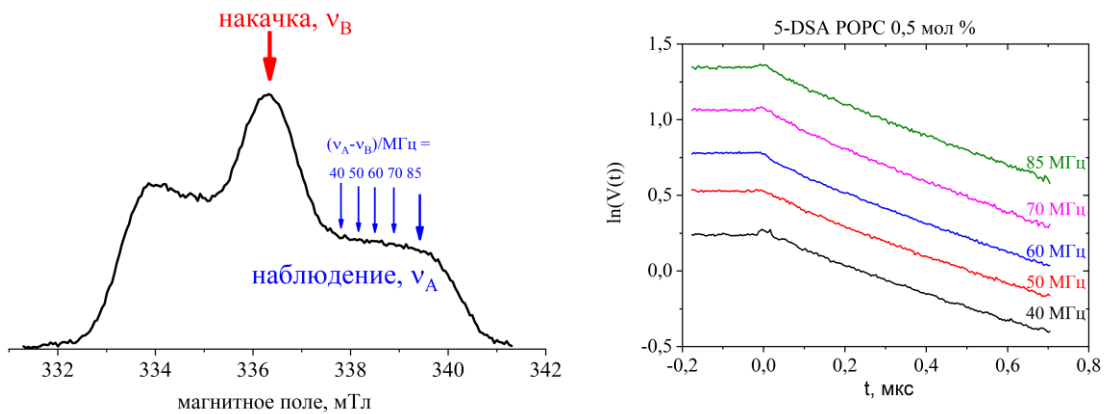 накачка, ν_B
(ν_A-ν_B)/МГц =
40 50 60 70 85
наблюдение, ν_A
332 334 336 338 340 342
магнитное поле, мТл
5-DSA POPC 0,5 мол %
ln(V(t))
1,5
1,0
0,5
0,0
-0,5
85 МГц
70 МГц
60 МГц
50 МГц
40 МГц
-0,2 0,0 0,2 0,4 0,6 0,8
t, мкс